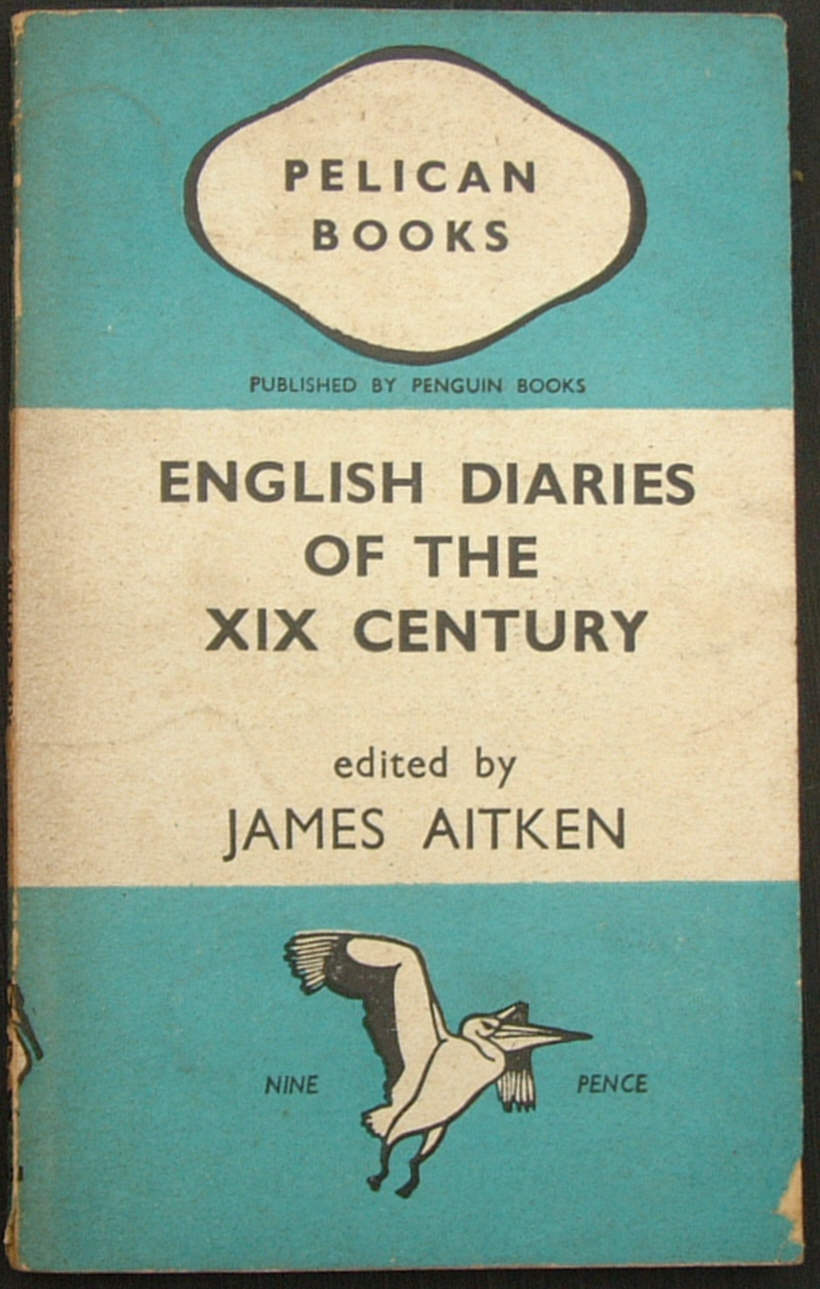 PELICAN
BOOKS
PUBLISHED BY PENGUIN BOOKS
ENGLISH DIARIES
OF THE
XIX CENTURY
edited by
JAMES AITKEN
NINE PENCE